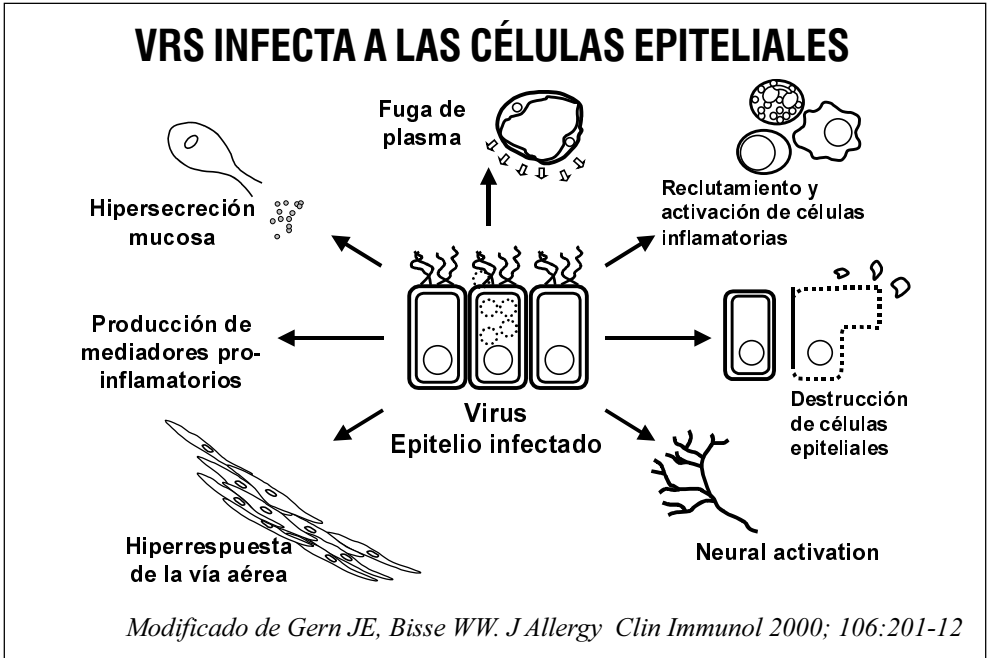 VRS INFECTA A LAS CÉLULAS EPITELIALES
Fuga de
plasma
Hipersecreción
mucosa
Reclutamiento y
activación de células
inflamatorias
Producción de
mediadores pro-
inflamatorios
Virus
Epitelio infectado
Destrucción
de células
epiteliales
Hiperrespuesta
de la vía aérea
Neural activation
Modificado de Gern JE, Bisse WW. J Allergy Clin Immunol 2000; 106:201-12